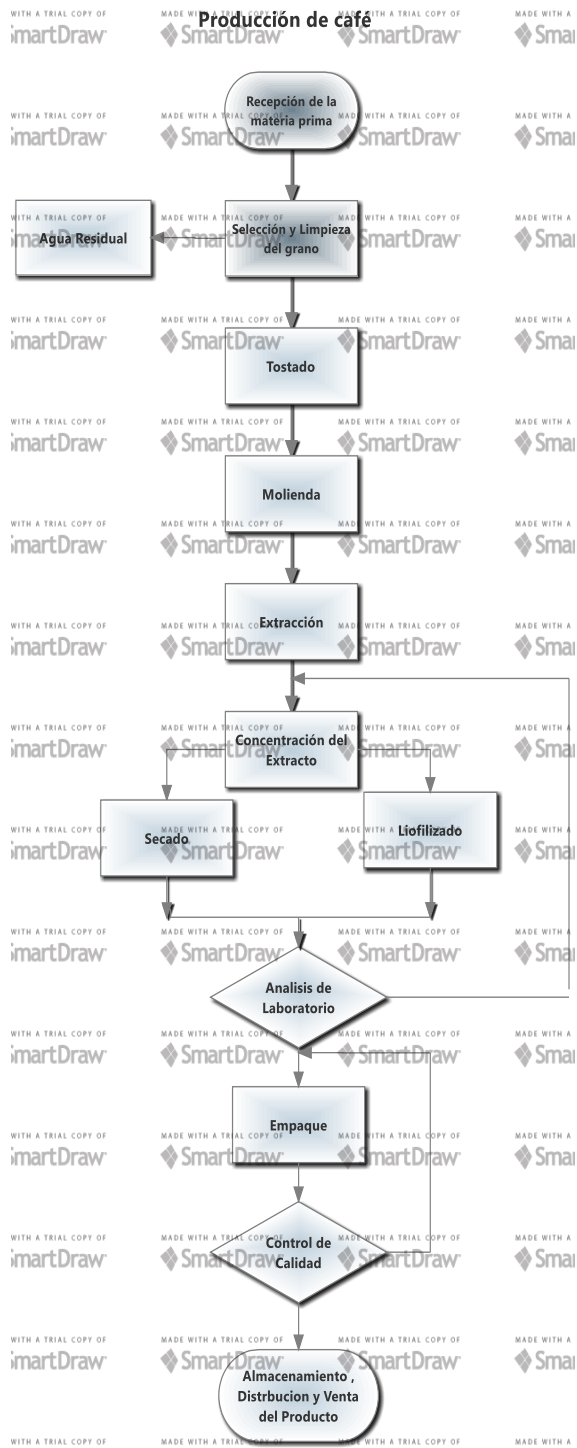 Producción de café
Recepción de la
materia prima
Selección y Limpieza
del grano
Agua Residual
Tostado
Molienda
Extracción
Concentración del
Extracto
Secado
Liofilizado
Analisis de
Laboratorio
Empaque
Control de
Calidad
Almacenamiento ,
Distrbucion y Venta
del Producto
MADE WITH A TRIAL COPY OF
SmartDraw